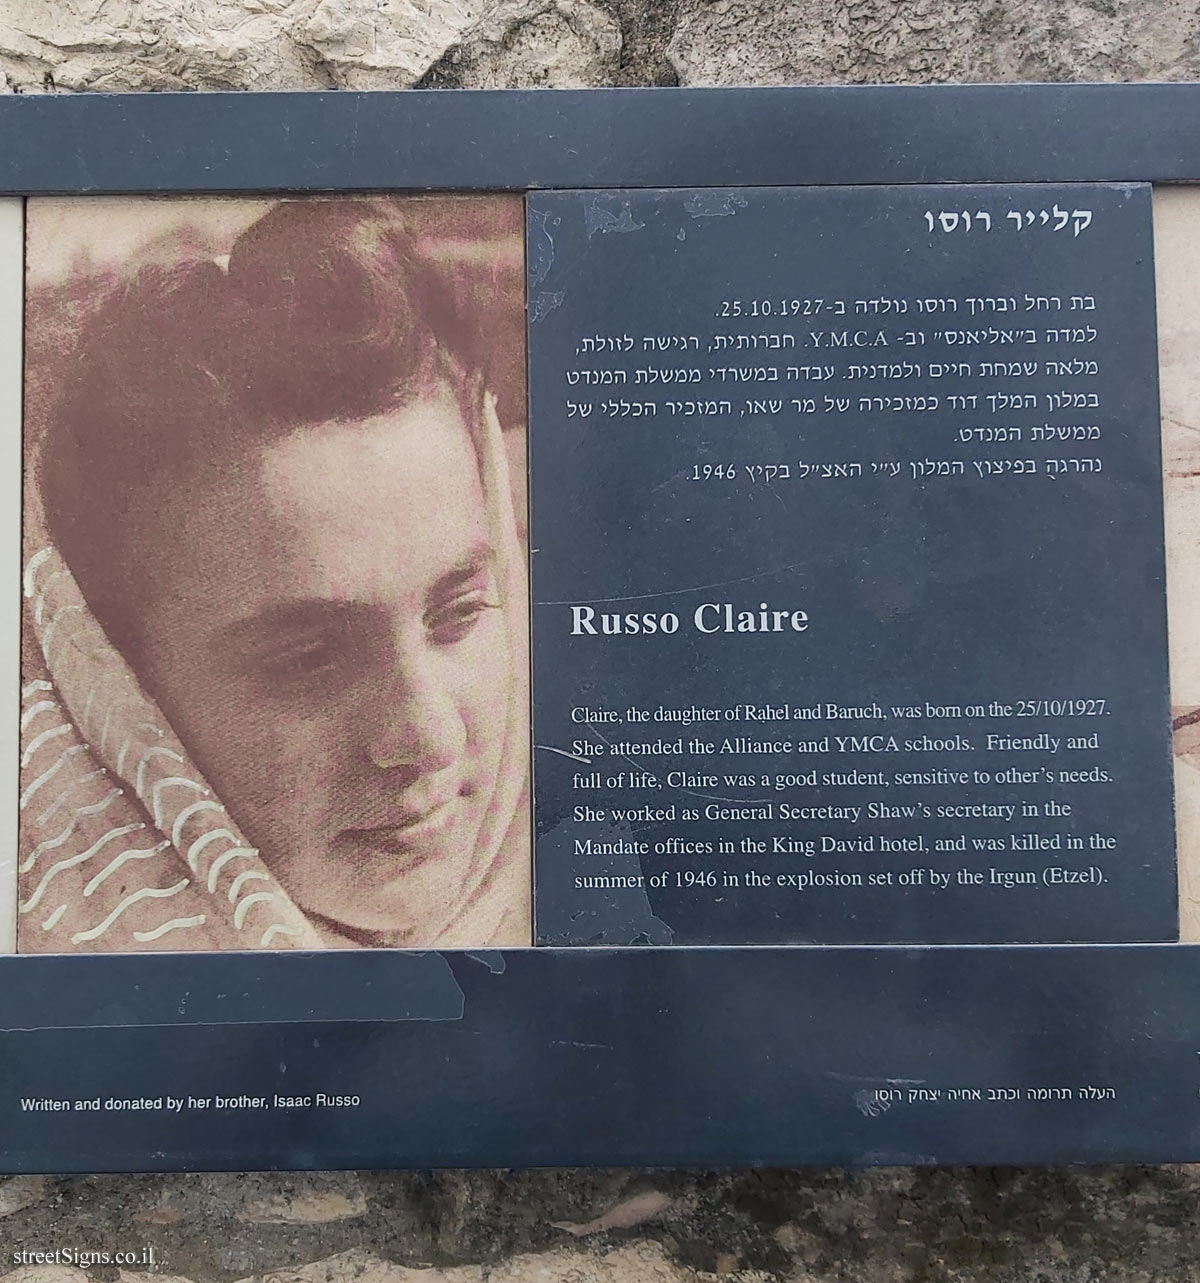 קלייר רוסו
בת רחל וברוך רוסו נולדה ב-25.10.1927.
למדה ב״אליאנס״ וב- Y.M.C.A. חברותית, רגישה לזולת,
מלאה שמחת חיים ולמדנית. עבדה במשרדי ממשלת המנדט
במלון המלך דוד כמזכירה של מר שאו, המזכיר הכללי של
ממשלת המנדט.
נהרגה בפיצוץ המלון ע״י האצ״ל בקיץ 1946.
Russo Claire
Claire, the daughter of Rahel and Baruch, was born on the 25/10/1927.
She attended the Alliance and YMCA schools. Friendly and
full of life, Claire was a good student, sensitive to other's needs.
She worked as General Secretary Shaw's secretary in the
Mandate offices in the King David hotel, and was killed in the
summer of 1946 in the explosion set off by the Irgun (Etzel).
Written and donated by her brother, Isaac Russo
העלה תרומה וכתב אחיה יצחק רוסו
streetSigns.co.il